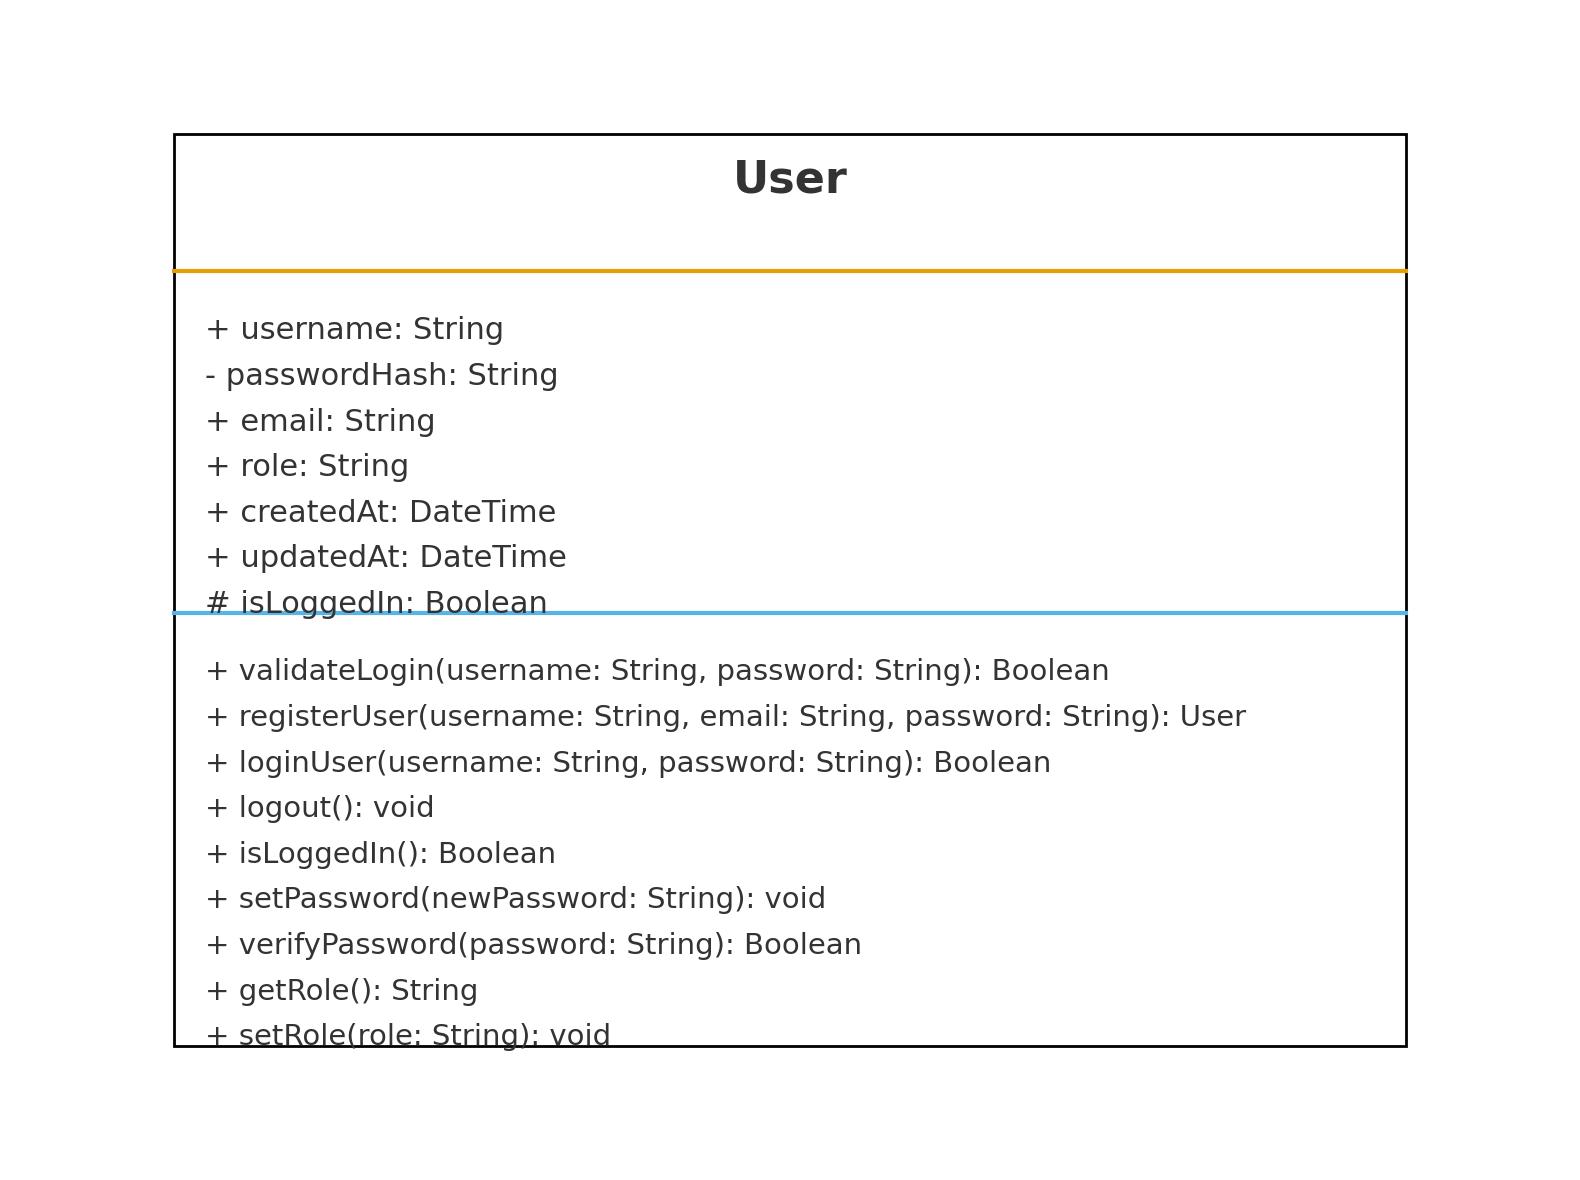 User
+ username: String
- passwordHash: String
+ email: String
+ role: String
+ createdAt: DateTime
+ updatedAt: DateTime
# isLoggedIn: Boolean
+ validateLogin(username: String, password: String): Boolean
+ registerUser(username: String, email: String, password: String): User
+ loginUser(username: String, password: String): Boolean
+ logout(): void
+ isLoggedIn(): Boolean
+ setPassword(newPassword: String): void
+ verifyPassword(password: String): Boolean
+ getRole(): String
+ setRole(role: String): void